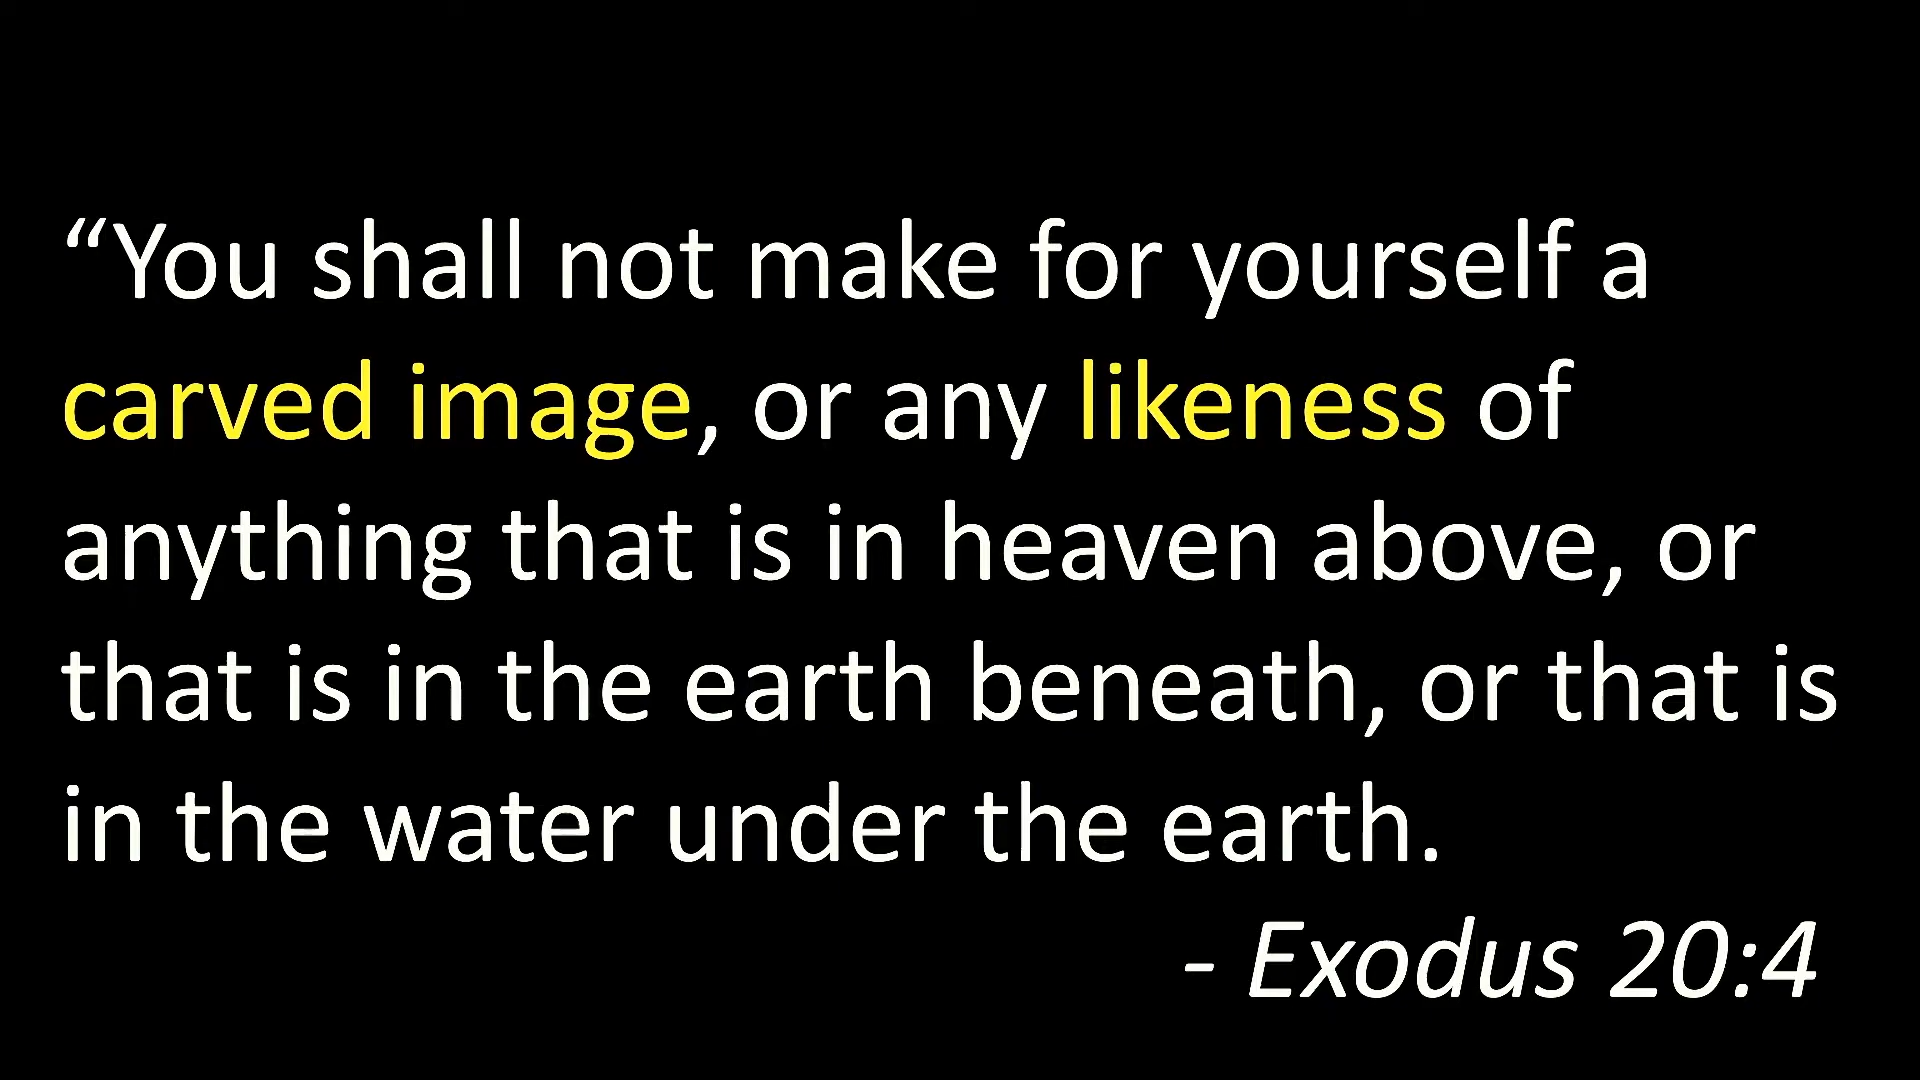 “You shall not make for yourself a
carved image, or any likeness of
anything that is in heaven above, or
that is in the earth beneath, or that is
in the water under the earth.
- Exodus 20:4